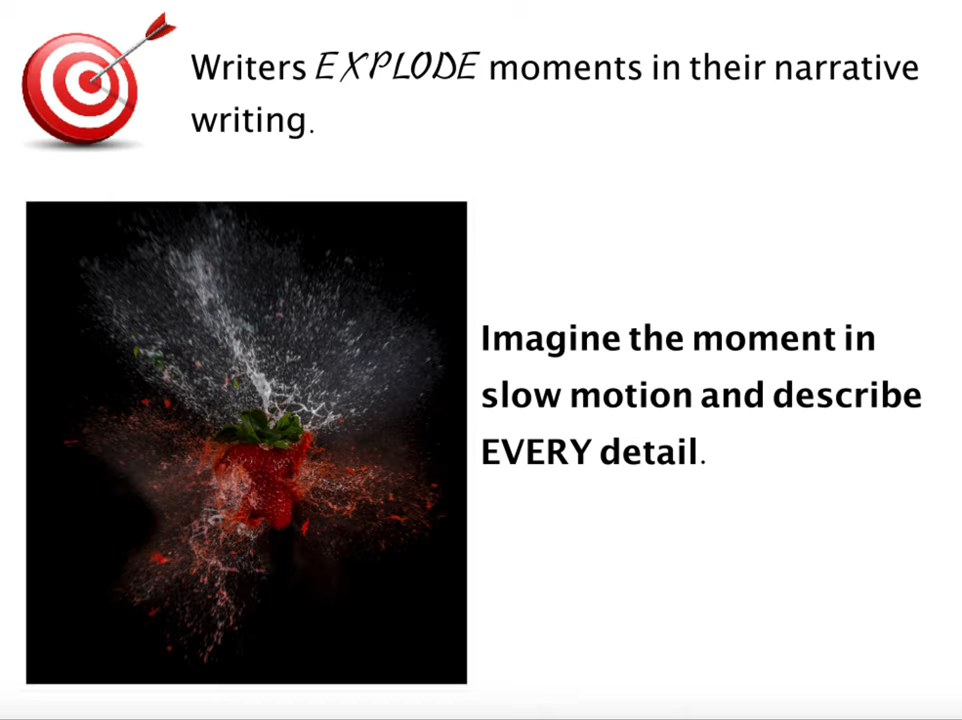 Writers EXPLODE moments in their narrative
writing.
Imagine the moment in
slow motion and describe
EVERY detail.